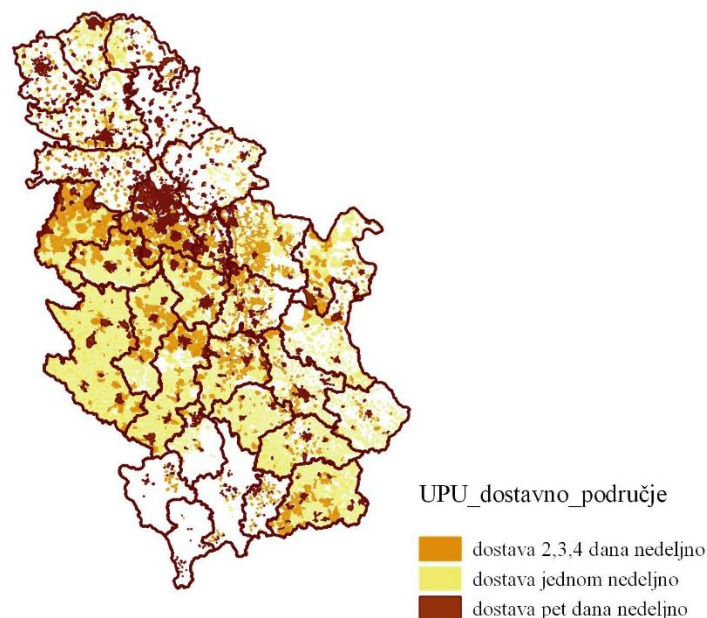 UPU_dostavno_područje
dostava 2,3,4 dana nedeljno
dostava jednom nedeljno
dostava pet dana nedeljno